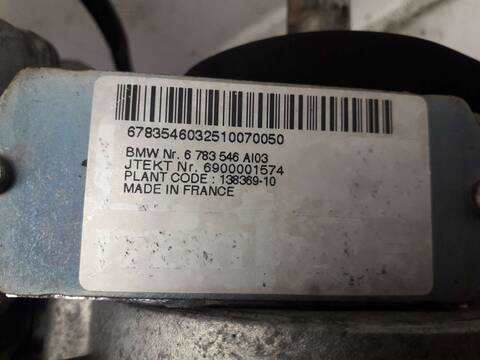 6783546032510070050
BMW Nr. 6 783 546 AI03
JTEKT Nr. 6900001574
PLANT CODE : 138369-10
MADE IN FRANCE